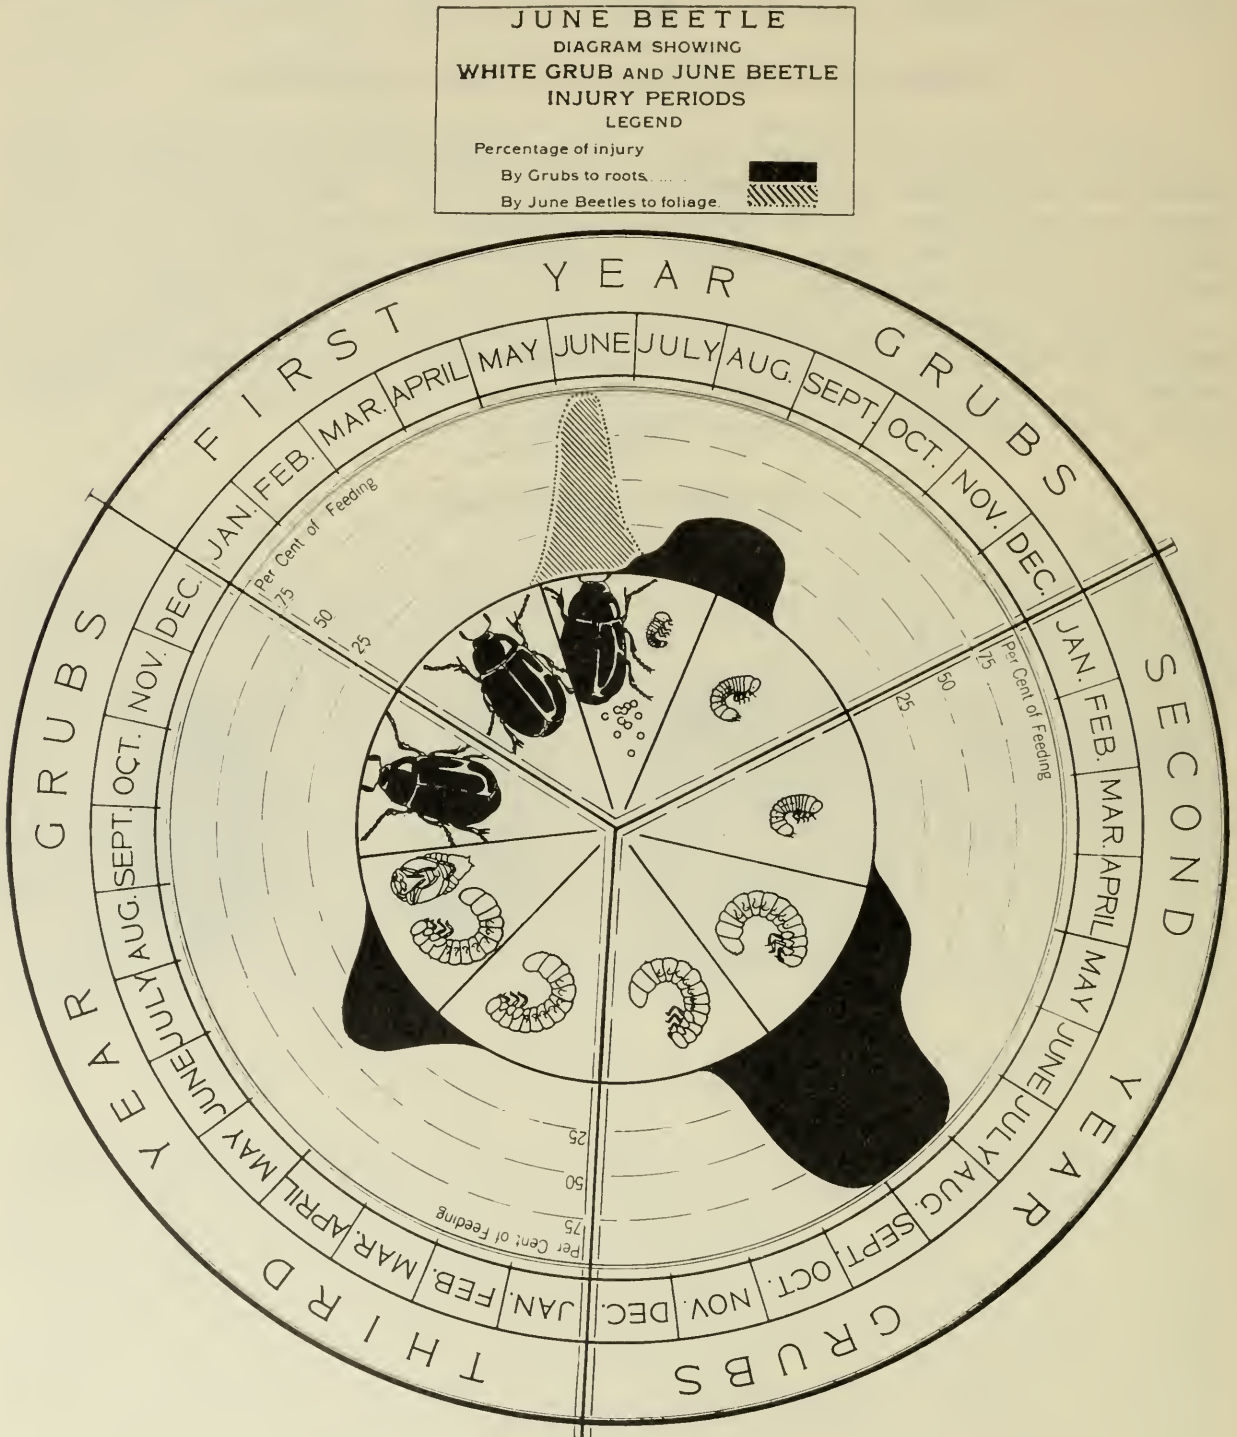 JUNE BEETLE
DIAGRAM SHOWING
WHITE GRUB AND JUNE BEETLE
INJURY PERIODS
LEGEND
Percentage of injury
By Grubs to roots.....
By June Beetles to foliage.
FIRST YEAR GRUBS
JAN.
FEB.
MAR.
APRIL
MAY
JUNE
JULY
AUG.
SEPT.
OCT.
NOV.
DEC.
Per Cent of Feeding
75
50
25
SECOND YEAR GRUBS
JAN.
FEB.
MAR.
APRIL
MAY
JUNE
JULY
AUG.
SEPT.
OCT.
NOV.
DEC.
Per Cent of Feeding
75
50
25
THIRD YEAR GRUBS
JAN.
FEB.
MAR.
APRIL
MAY
JUNE
JULY
AUG.
SEPT.
OCT.
NOV.
DEC.
Per Cent of Feeding
75
50
25